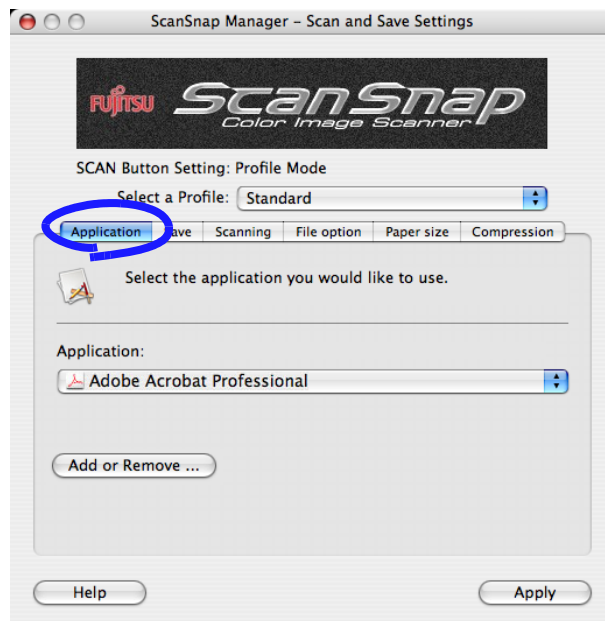 ScanSnap Manager – Scan and Save Settings
FUJITSU ScanSnap
Color Image Scanner
SCAN Button Setting: Profile Mode
Select a Profile: Standard
Application Save Scanning File option Paper size Compression
Select the application you would like to use.
Application:
Adobe Acrobat Professional
Add or Remove ...
Help Apply